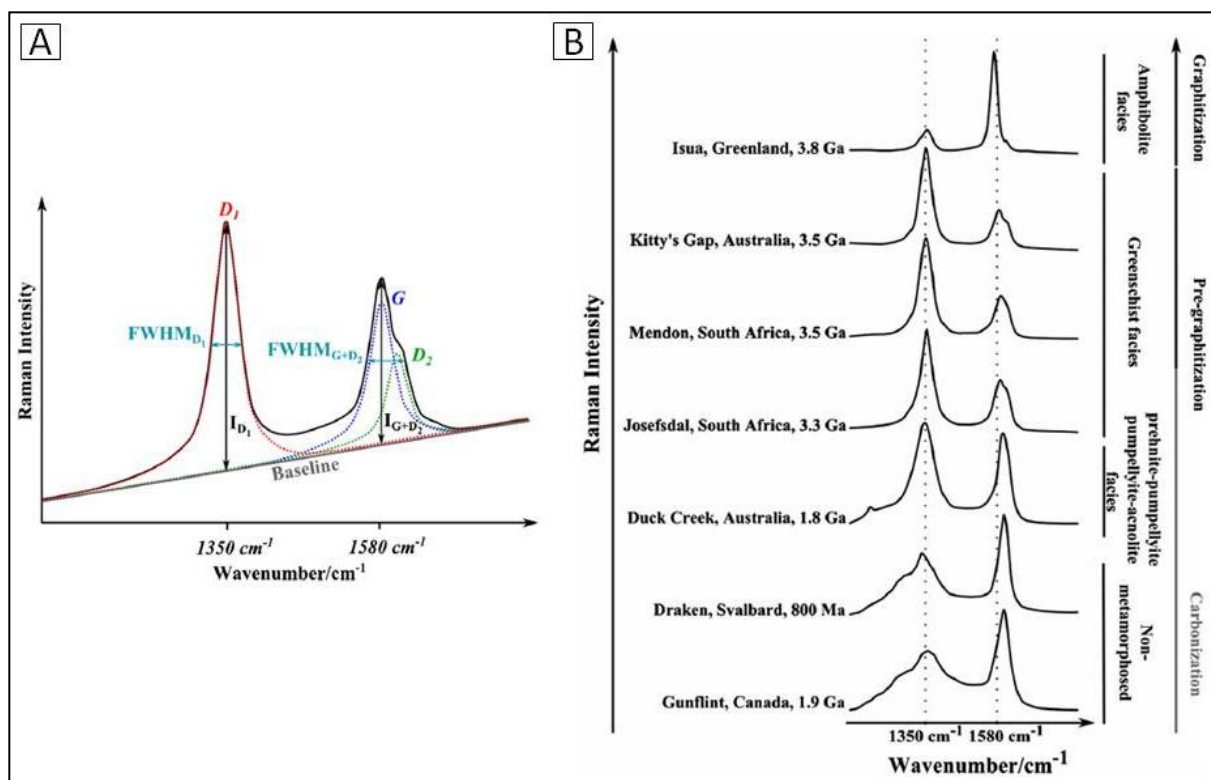 A
Raman Intensity
D1
G
FWHMD1
FWHMG+D2
D2
ID1
IG+D2
Baseline
1350 cm-1
1580 cm-1
Wavenumber/cm-1
B
Raman Intensity
Isua, Greenland, 3.8 Ga
Kitty's Gap, Australia, 3.5 Ga
Mendon, South Africa, 3.5 Ga
Josefsdal, South Africa, 3.3 Ga
Duck Creek, Australia, 1.8 Ga
Draken, Svalbard, 800 Ma
Gunflint, Canada, 1.9 Ga
1350 cm-1
1580 cm-1
Wavenumber/cm-1
Amphibolite
facies
Greenschist facies
prehnite-pumpellyite
pumpellyite-acnolite
facies
Non-
metamorphosed
Graphitization
Pre-graphitization
Carbonization